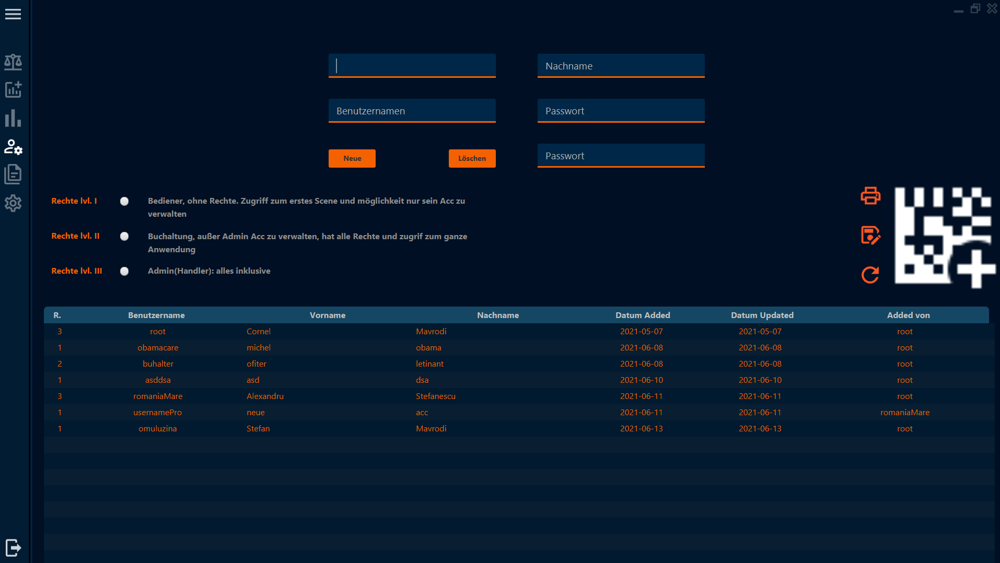 Nachname
Benutzernamen
Passwort
Neue
Löschen
Passwort
Rechte lvl. I
Bediener, ohne Rechte. Zugriff zum erstes Scene und möglichkeit nur sein Acc zu
verwalten
Rechte lvl. II
Buchaltung, außer Admin Acc zu verwalten, hat alle Rechte und zugrif zum ganze
Anwendung
Rechte lvl. III
Admin(Handler): alles inklusive
R. Benutzername Vorname Nachname Datum Added Datum Updated Added von
3 root Cornel Mavrodi 2021-05-07 2021-05-07 root
1 obamacare michel obama 2021-06-08 2021-06-08 root
2 buhalter ofiter letinant 2021-06-08 2021-06-08 root
1 asddsa asd dsa 2021-06-10 2021-06-10 root
3 romaniaMare Alexandru Stefanescu 2021-06-11 2021-06-11 root
1 usernamePro neue acc 2021-06-11 2021-06-11 romaniaMare
1 omuluzina Stefan Mavrodi 2021-06-13 2021-06-13 root